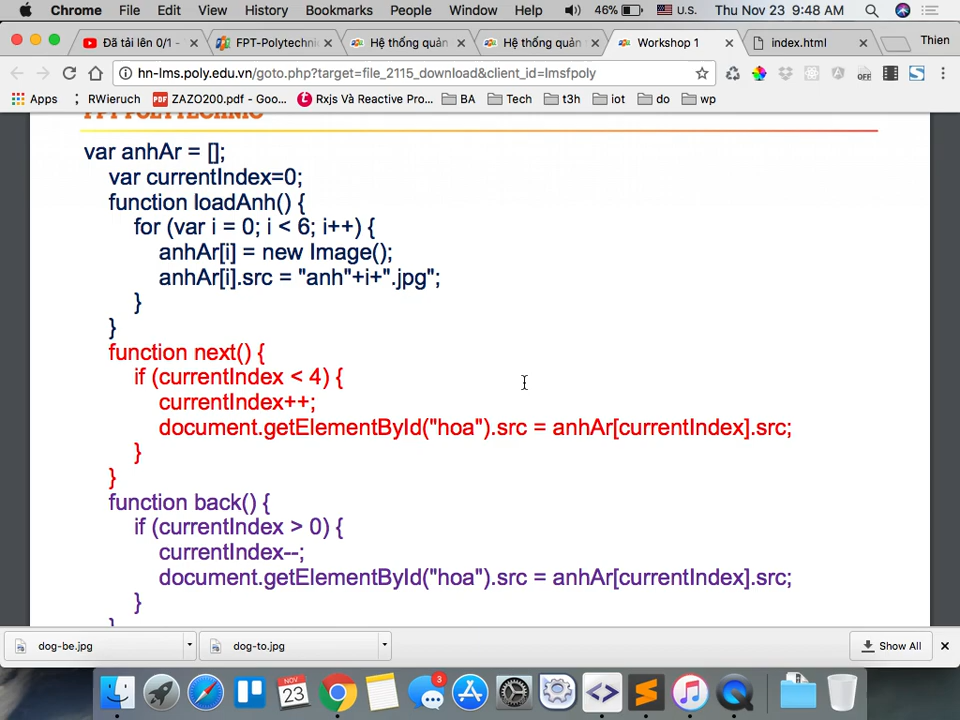 Chrome File Edit View History Bookmarks People Window Help 46% U.S. Thu Nov 23 9:48 AM
Đã tải lên 0/1 - FPT-Polytechnic Hệ thống quản Hệ thống quản Workshop 1 index.html Thien
hn-lms.poly.edu.vn/goto.php?target=file_2115_download&client_id=lmsfpoly OFF
Apps RWieruch ZAZO200.pdf - Goo... Rxjs Và Reactive Pro... BA Tech t3h iot do wp
FPT POLYTECHNIC
var anhAr = [];
var currentIndex=0;
function loadAnh() {
for (var i = 0; i < 6; i++) {
anhAr[i] = new Image();
anhAr[i].src = "anh"+i+".jpg";
}
}
function next() {
if (currentIndex < 4) {
currentIndex++;
document.getElementById("hoa").src = anhAr[currentIndex].src;
}
}
function back() {
if (currentIndex > 0) {
currentIndex--;
document.getElementById("hoa").src = anhAr[currentIndex].src;
}
}
dog-be.jpg dog-to.jpg Show All
NOV
23
3